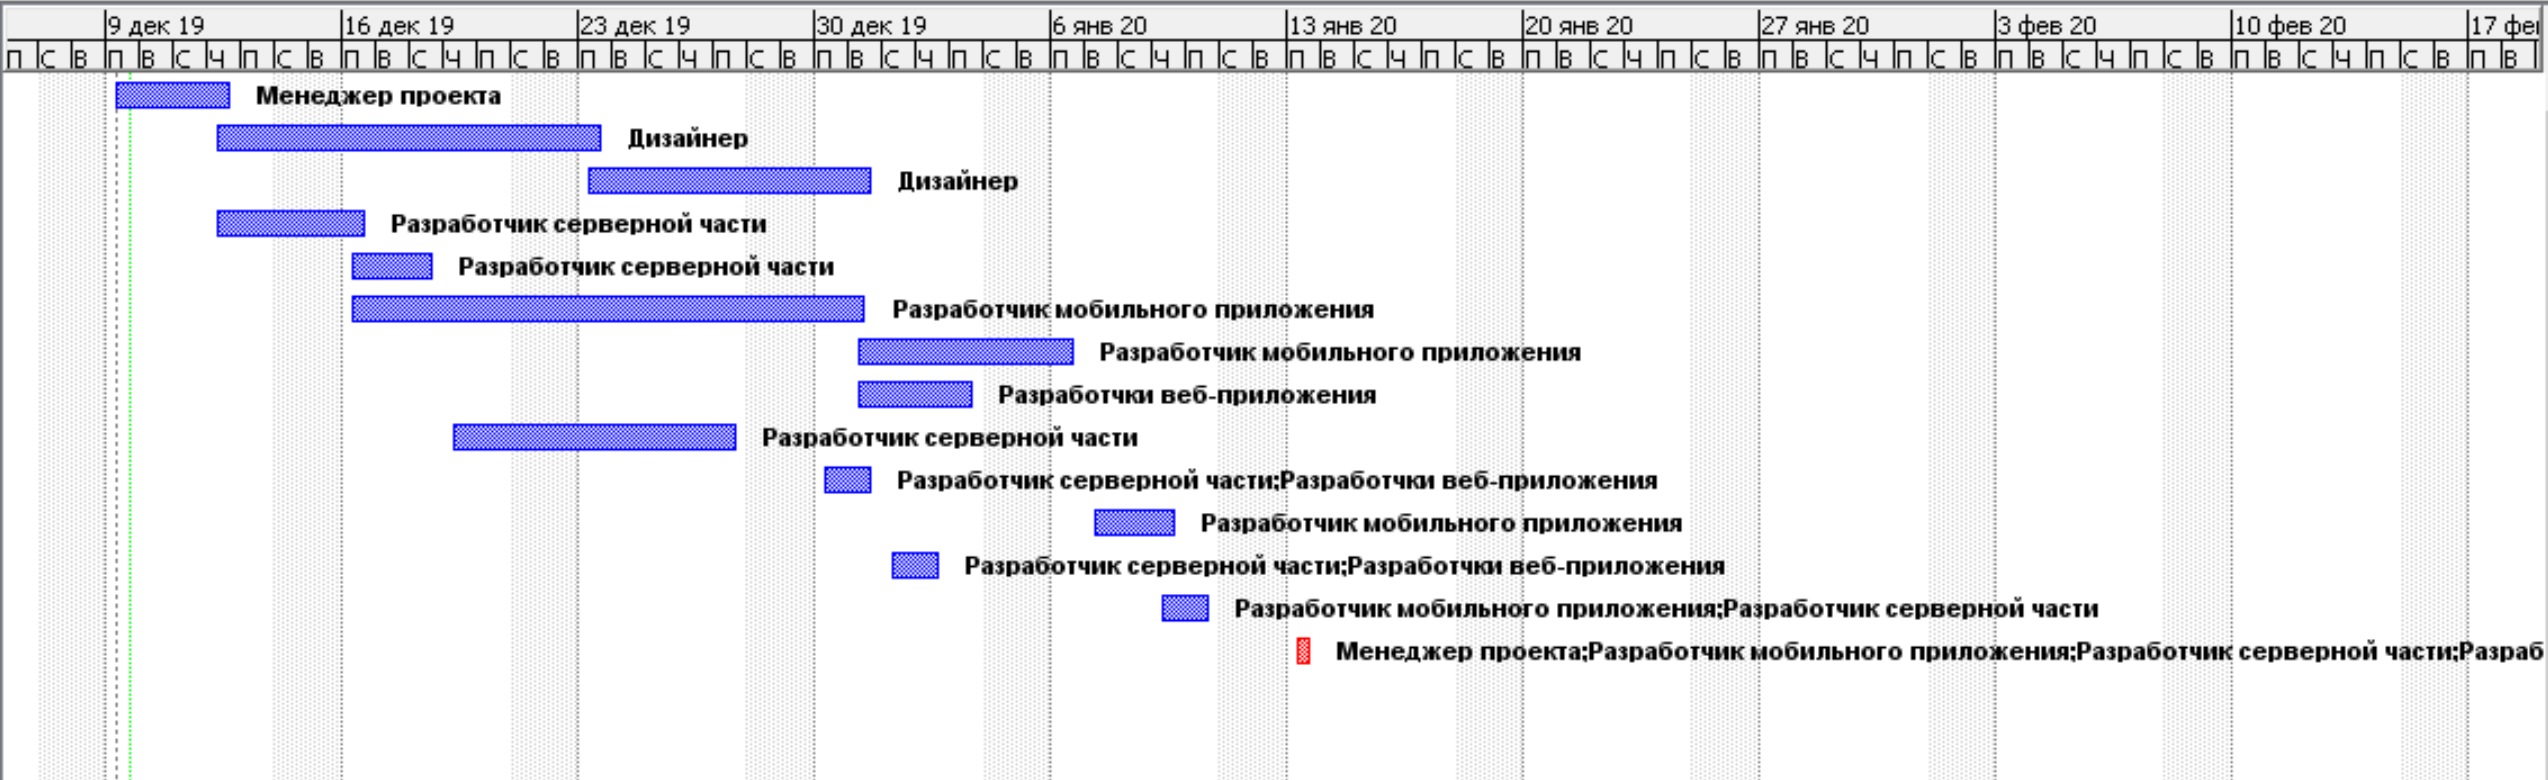 9 дек 19 16 дек 19 23 дек 19 30 дек 19 6 янв 20 13 янв 20 20 янв 20 27 янв 20 3 фев 20 10 фев 20 17 фе
П С В П В С Ч П С В П В С Ч П С В П В С Ч П С В П В С Ч П С В П В С Ч П С В П В С Ч П С В П В С Ч П С В П В С Ч П С В П В С Ч П С В П В С Ч П С В П В
Менеджер проекта
Дизайнер
Дизайнер
Разработчик серверной части
Разработчик серверной части
Разработчик мобильного приложения
Разработчик мобильного приложения
Разработчки веб-приложения
Разработчик серверной части
Разработчик серверной части;Разработчки веб-приложения
Разработчик мобильного приложения
Разработчик серверной части;Разработчки веб-приложения
Разработчик мобильного приложения;Разработчик серверной части
Менеджер проекта;Разработчик мобильного приложения;Разработчик серверной части;Разраб